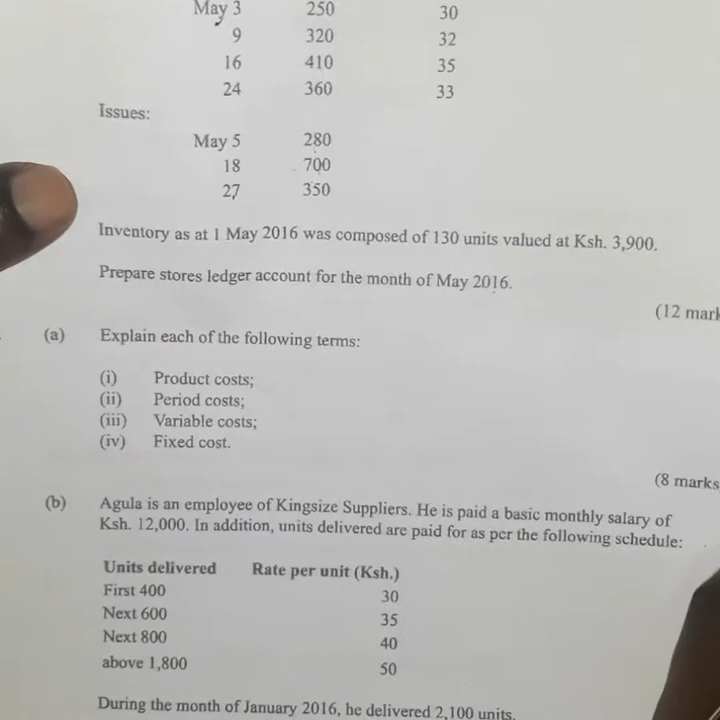 May 3 250 30
9 320 32
16 410 35
24 360 33
Issues:
May 5 280
18 700
27 350
Inventory as at 1 May 2016 was composed of 130 units valued at Ksh. 3,900.
Prepare stores ledger account for the month of May 2016.
(12 mark
(a) Explain each of the following terms:
(i) Product costs;
(ii) Period costs;
(iii) Variable costs;
(iv) Fixed cost.
(8 marks
(b) Agula is an employee of Kingsize Suppliers. He is paid a basic monthly salary of
Ksh. 12,000. In addition, units delivered are paid for as per the following schedule:
Units delivered Rate per unit (Ksh.)
First 400 30
Next 600 35
Next 800 40
above 1,800 50
During the month of January 2016, he delivered 2,100 units.